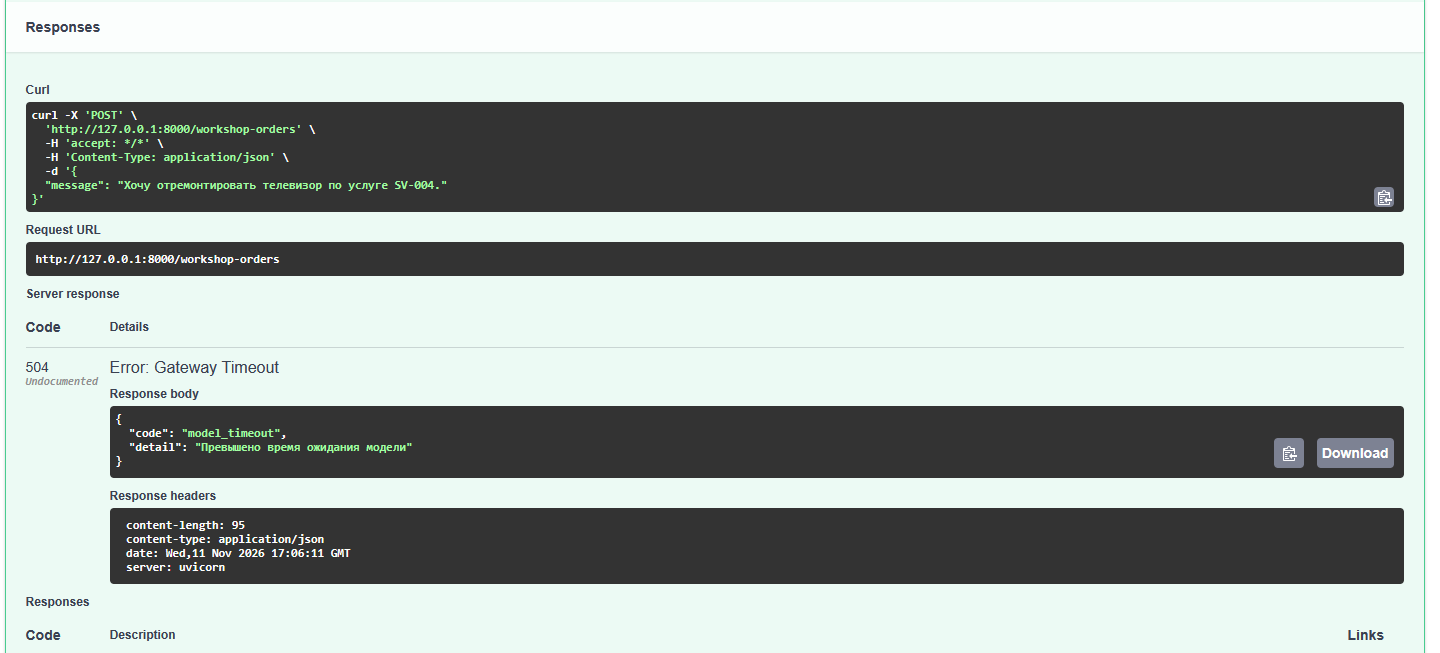 Responses
Curl
curl -X 'POST' \
  'http://127.0.0.1:8000/workshop-orders' \
  -H 'accept: */*' \
  -H 'Content-Type: application/json' \
  -d '{
  "message": "Хочу отремонтировать телевизор по услуге SV-004."
}'
Request URL
http://127.0.0.1:8000/workshop-orders
Server response
Code Details
504 Error: Gateway Timeout
Undocumented
Response body
{
  "code": "model_timeout",
  "detail": "Превышено время ожидания модели"
}
Download
Response headers
content-length: 95
content-type: application/json
date: Wed,11 Nov 2026 17:06:11 GMT
server: uvicorn
Responses
Code Description Links